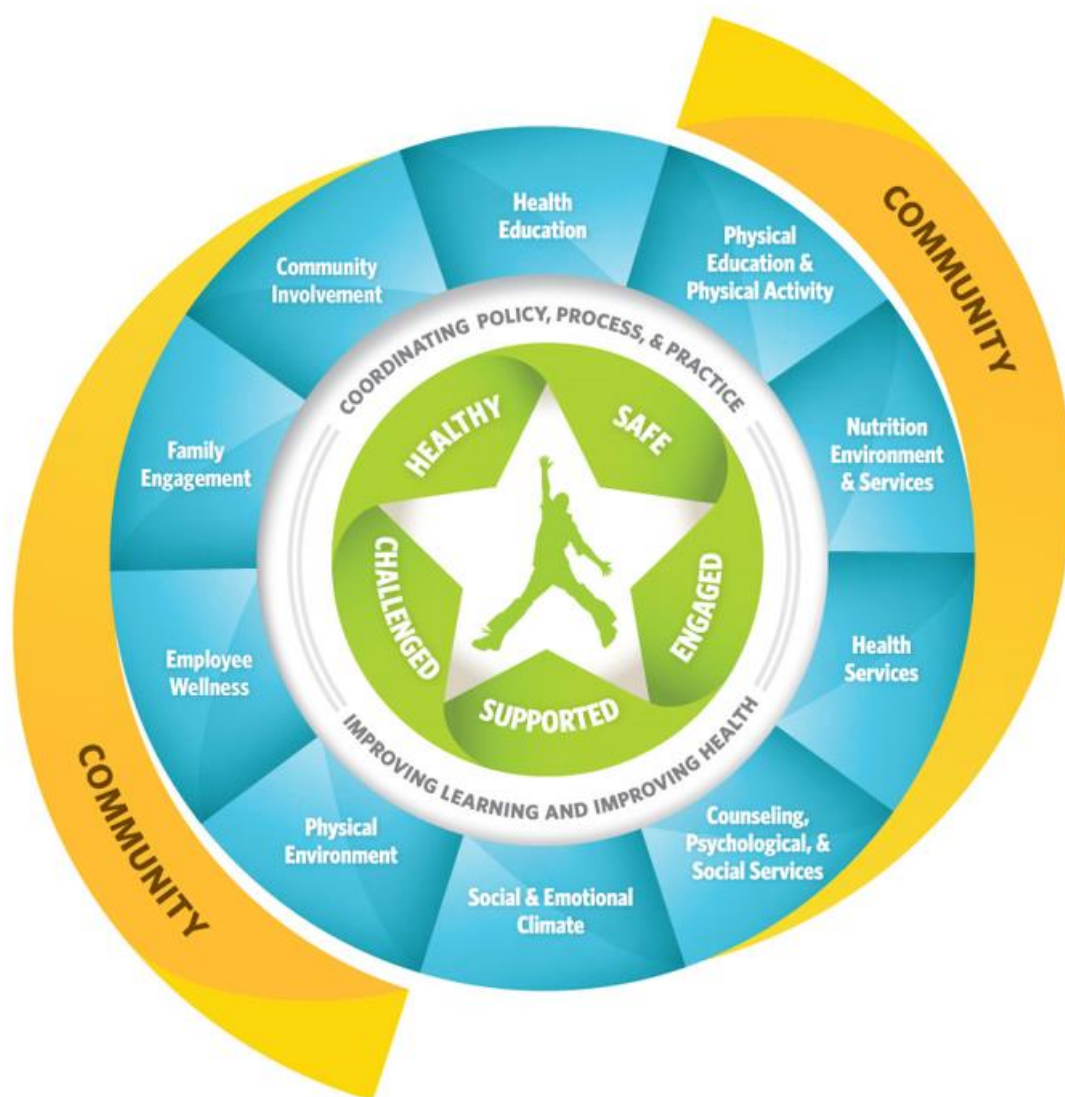 COMMUNITY
Health
Education
Physical
Education &
Physical Activity
Nutrition
Environment
& Services
Health
Services
Counseling,
Psychological, &
Social Services
Social & Emotional
Climate
Physical
Environment
Employee
Wellness
Family
Engagement
Community
Involvement
COORDINATING POLICY, PROCESS, & PRACTICE
IMPROVING LEARNING AND IMPROVING HEALTH
HEALTHY
SAFE
ENGAGED
SUPPORTED
CHALLENGED
COMMUNITY